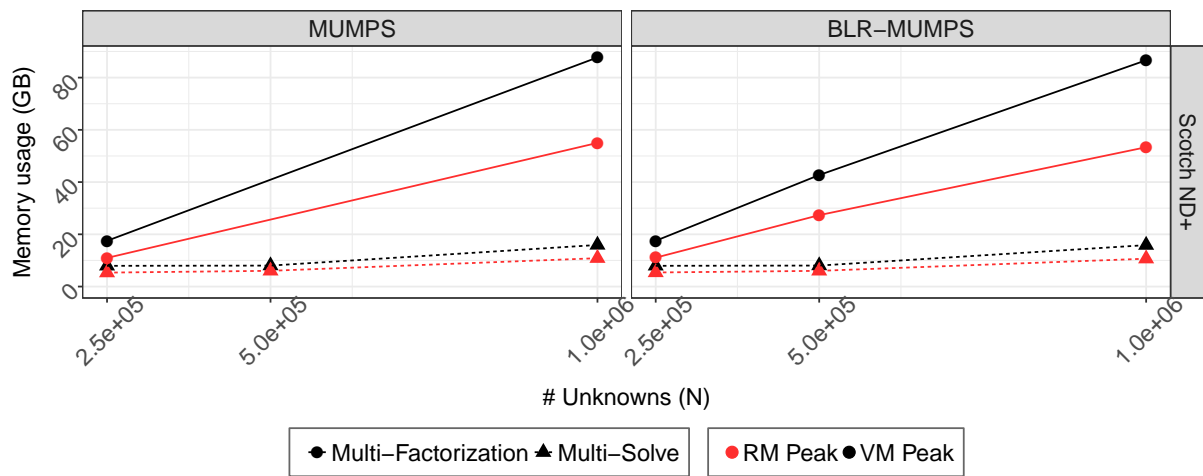 MUMPS
BLR−MUMPS
Memory usage (GB)
80
60
40
20
0
Scotch ND+
2.5e+05
5.0e+05
1.0e+06
2.5e+05
5.0e+05
1.0e+06
# Unknowns (N)
Multi−Factorization
Multi−Solve
RM Peak
VM Peak